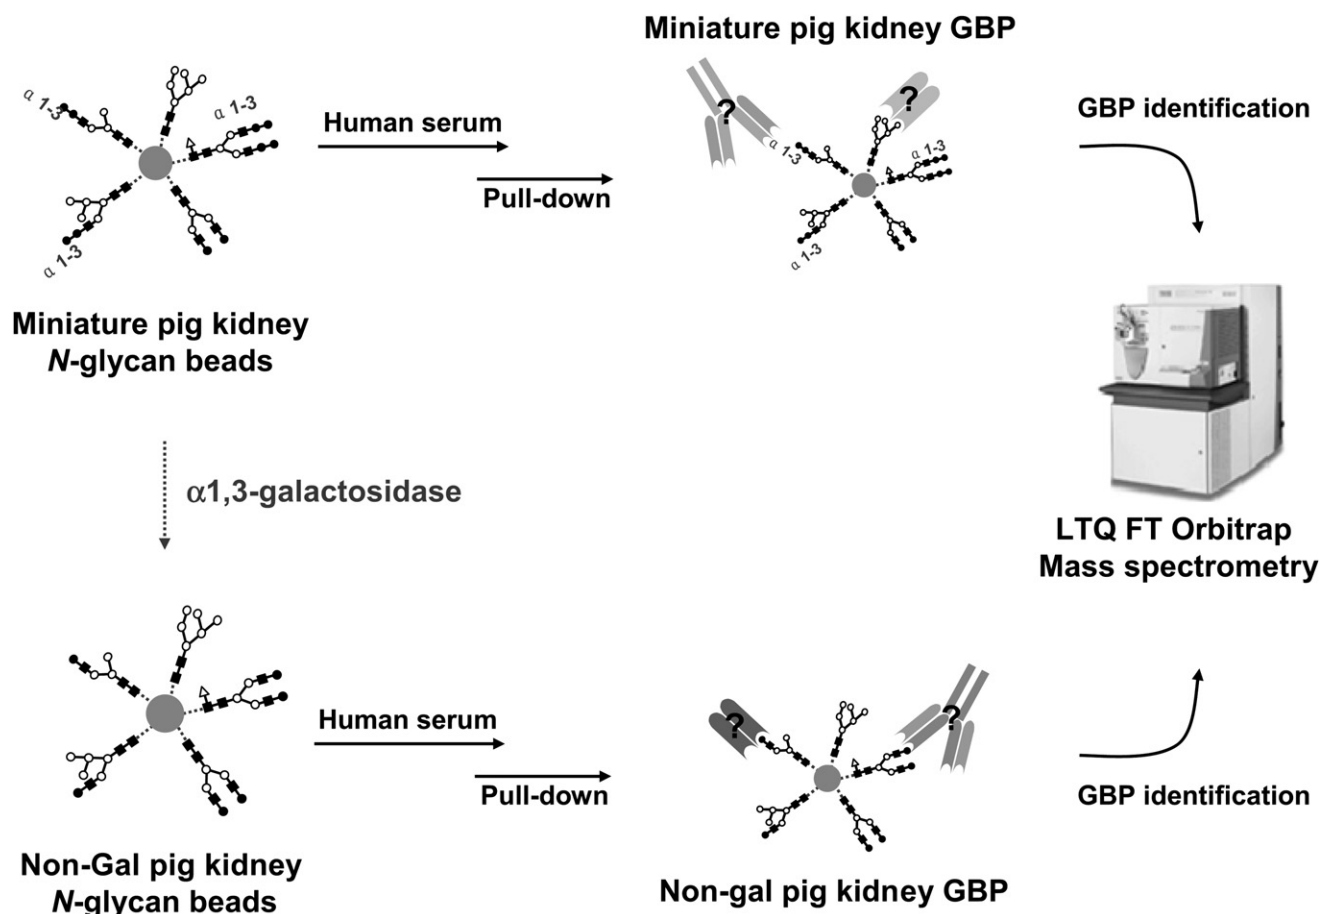 Miniature pig kidney GBP
α 1-3
α 1-3
α 1-3
Human serum
Pull-down
?
?
α 1-3
α 1-3
α 1-3
GBP identification
Miniature pig kidney
N-glycan beads
α1,3-galactosidase
LTQ FT Orbitrap
Mass spectrometry
Human serum
Pull-down
?
?
GBP identification
Non-Gal pig kidney
N-glycan beads
Non-gal pig kidney GBP